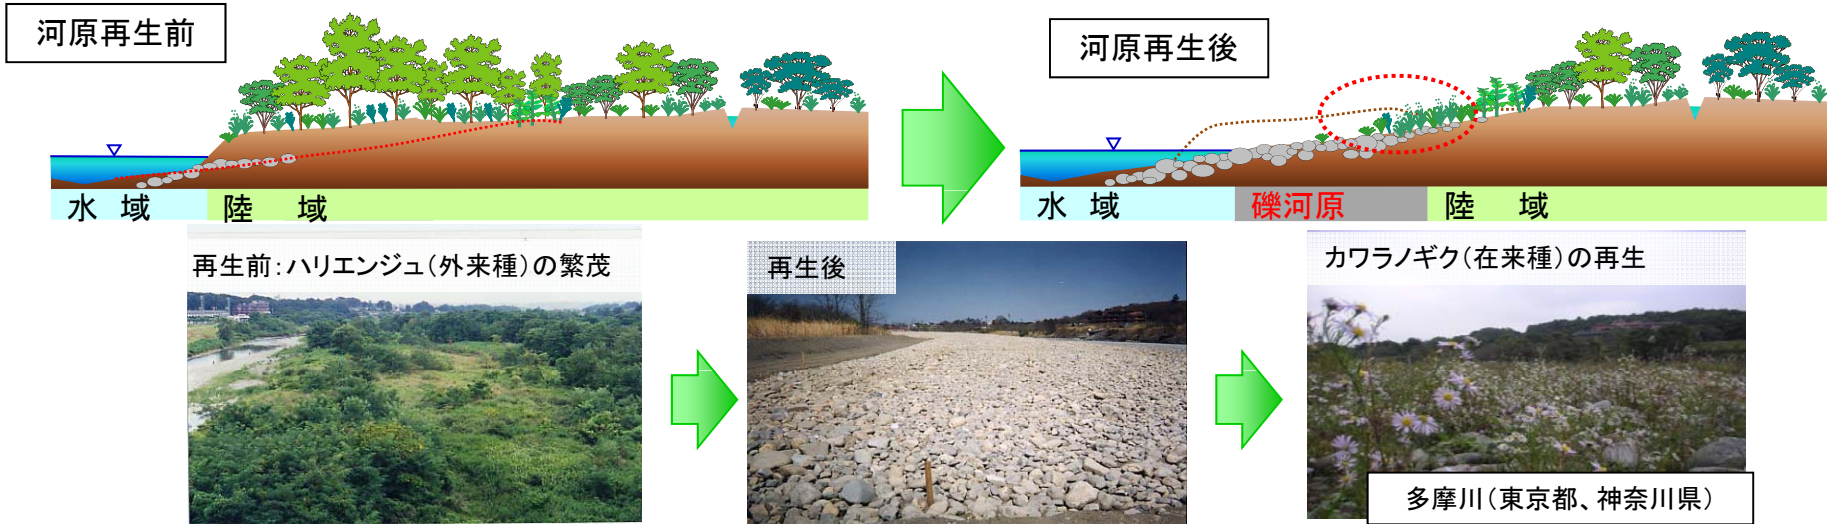 河原再生前
河原再生後
水 域
陸 域
水 域
礫河原
陸 域
再生前:ハリエンジュ(外来種)の繁茂
再生後
カワラノギク(在来種)の再生
多摩川(東京都、神奈川県)